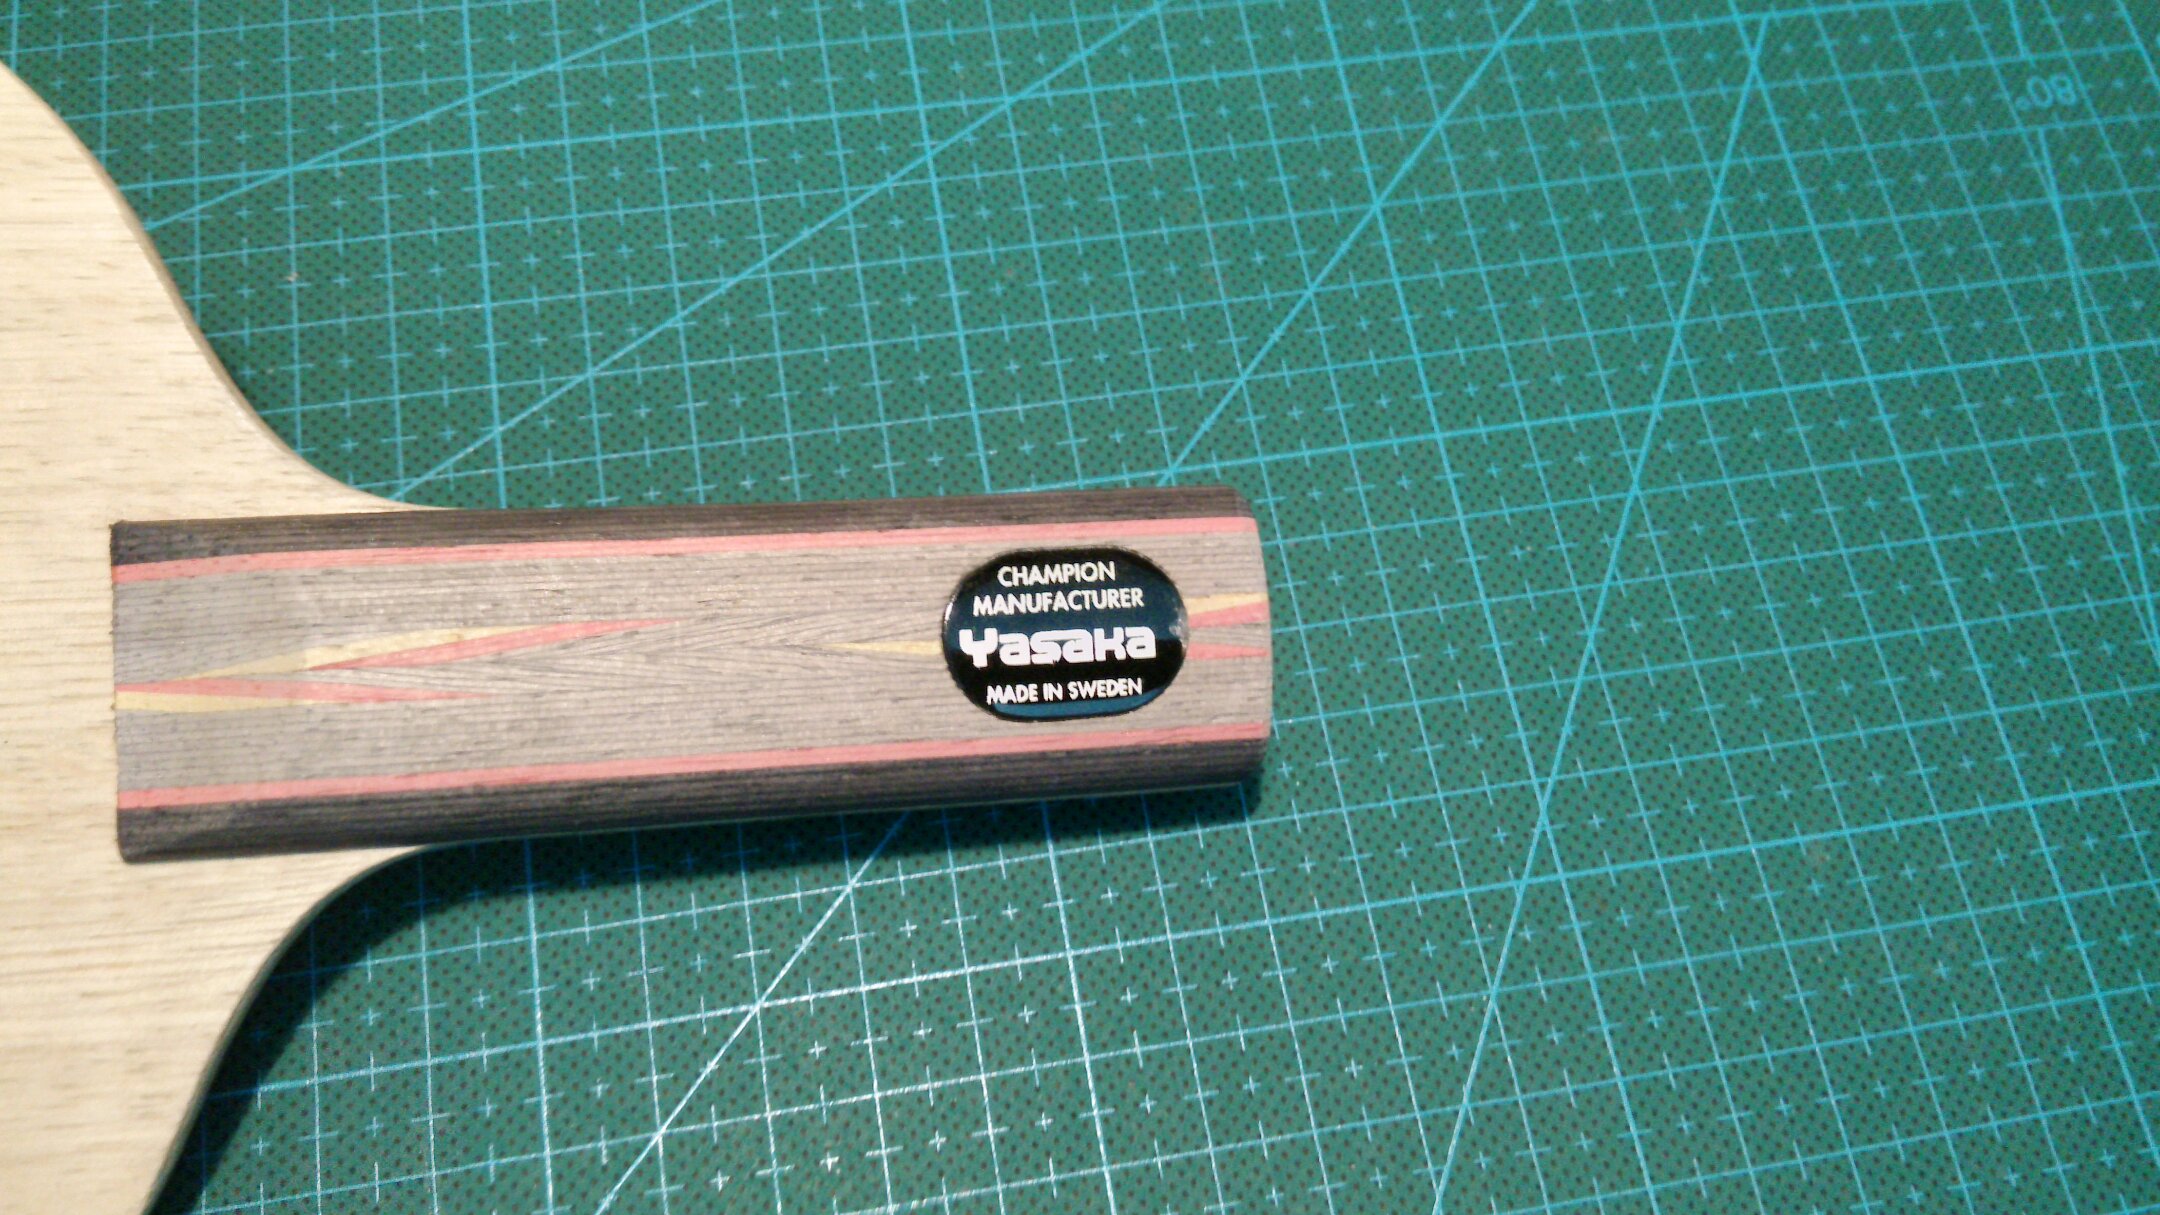 CHAMPION
MANUFACTURER
Yasaka
MADE IN SWEDEN
80°